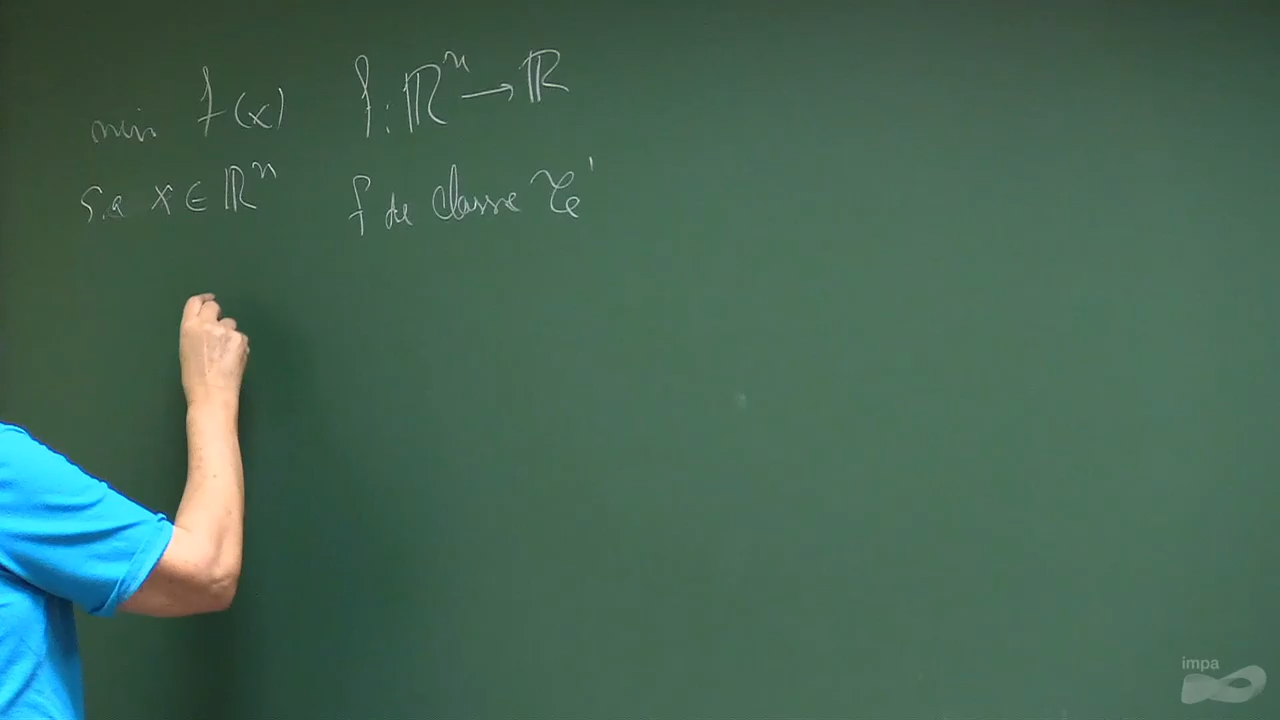 min f(x) f: ℝⁿ → ℝ
s.a x ∈ ℝⁿ f de classe 𝒞¹
impa